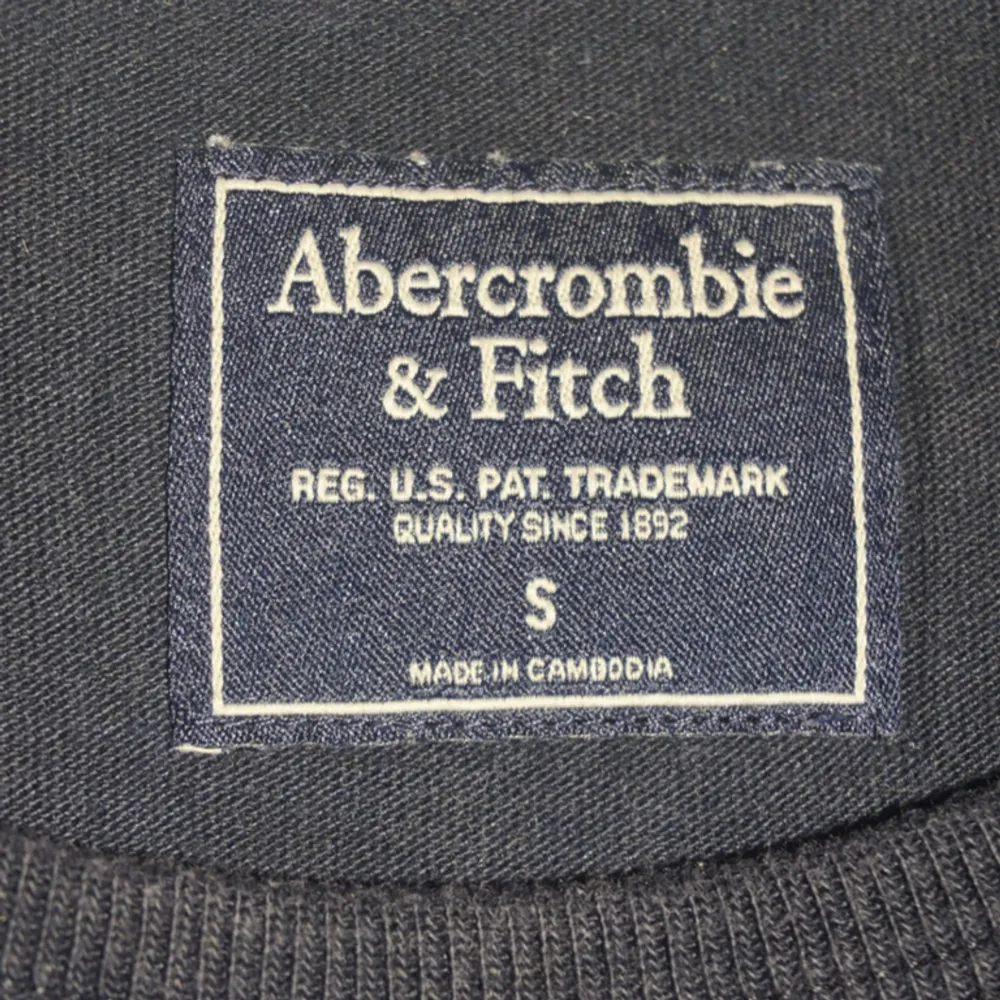 Abercrombie
& Fitch
REG. U.S. PAT. TRADEMARK
QUALITY SINCE 1892
S
MADE IN CAMBODIA